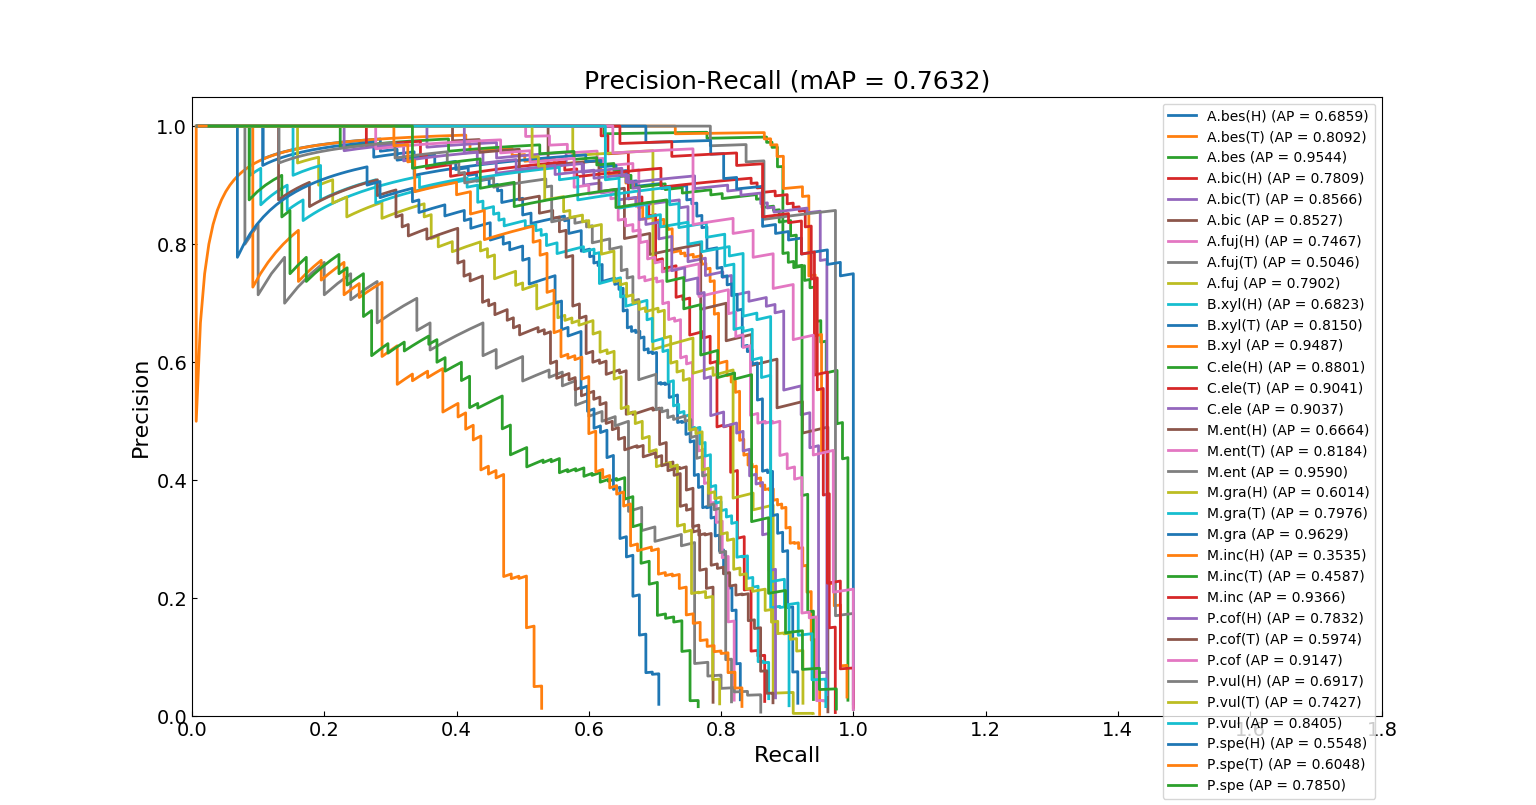 Precision-Recall (mAP = 0.7632)
Precision
1.0
0.8
0.6
0.4
0.2
0.0
0.0 0.2 0.4 0.6 0.8 1.0 1.2 1.4 1.6 1.8
Recall
A.bes(H) (AP = 0.6859)
A.bes(T) (AP = 0.8092)
A.bes (AP = 0.9544)
A.bic(H) (AP = 0.7809)
A.bic(T) (AP = 0.8566)
A.bic (AP = 0.8527)
A.fuj(H) (AP = 0.7467)
A.fuj(T) (AP = 0.5046)
A.fuj (AP = 0.7902)
B.xyl(H) (AP = 0.6823)
B.xyl(T) (AP = 0.8150)
B.xyl (AP = 0.9487)
C.ele(H) (AP = 0.8801)
C.ele(T) (AP = 0.9041)
C.ele (AP = 0.9037)
M.ent(H) (AP = 0.6664)
M.ent(T) (AP = 0.8184)
M.ent (AP = 0.9590)
M.gra(H) (AP = 0.6014)
M.gra(T) (AP = 0.7976)
M.gra (AP = 0.9629)
M.inc(H) (AP = 0.3535)
M.inc(T) (AP = 0.4587)
M.inc (AP = 0.9366)
P.cof(H) (AP = 0.7832)
P.cof(T) (AP = 0.5974)
P.cof (AP = 0.9147)
P.vul(H) (AP = 0.6917)
P.vul(T) (AP = 0.7427)
P.vul (AP = 0.8405)
P.spe(H) (AP = 0.5548)
P.spe(T) (AP = 0.6048)
P.spe (AP = 0.7850)